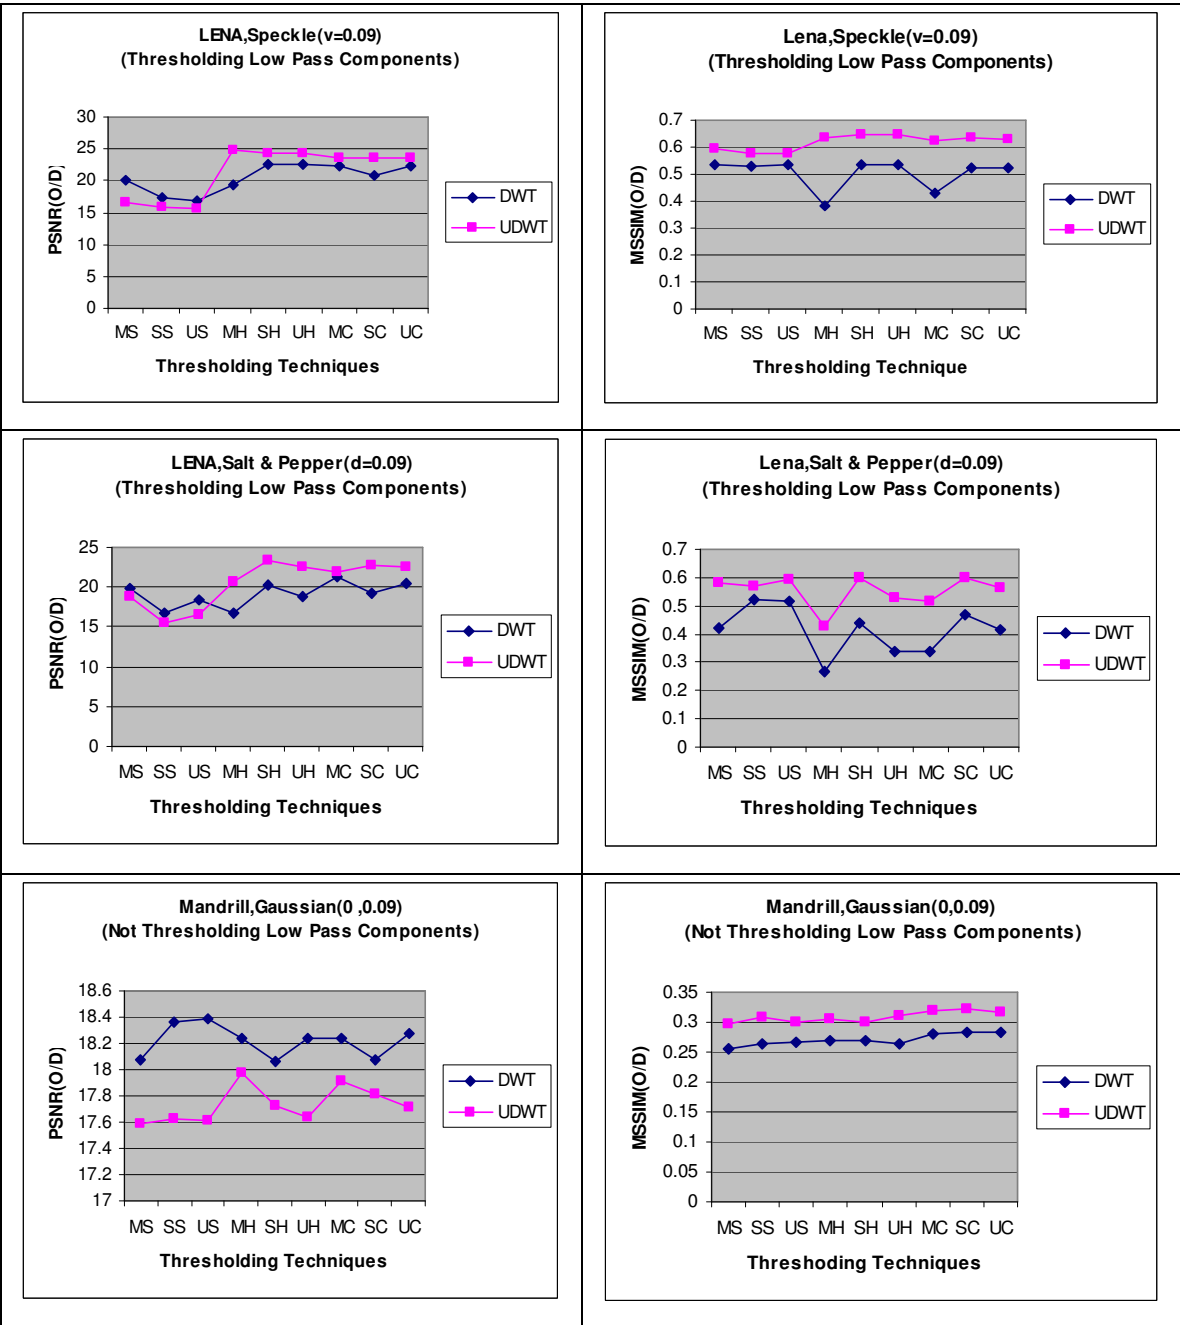 LENA,Speckle(v=0.09)
(Thresholding Low Pass Components)
PSNR(O/D)
30
25
20
15
10
5
0
MS SS US MH SH UH MC SC UC
Thresholding Techniques
DWT
UDWT
Lena,Speckle(v=0.09)
(Thresholding Low Pass Components)
MSSIM(O/D)
0.7
0.6
0.5
0.4
0.3
0.2
0.1
0
MS SS US MH SH UH MC SC UC
Thresholding Technique
DWT
UDWT
LENA,Salt & Pepper(d=0.09)
(Thresholding Low Pass Components)
PSNR(O/D)
25
20
15
10
5
0
MS SS US MH SH UH MC SC UC
Thresholding Techniques
DWT
UDWT
Lena,Salt & Pepper(d=0.09)
(Thresholding Low Pass Components)
MSSIM(O/D)
0.7
0.6
0.5
0.4
0.3
0.2
0.1
0
MS SS US MH SH UH MC SC UC
Thresholding Techniques
DWT
UDWT
Mandrill,Gaussian(0 ,0.09)
(Not Thresholding Low Pass Components)
PSNR(O/D)
18.6
18.4
18.2
18
17.8
17.6
17.4
17.2
17
MS SS US MH SH UH MC SC UC
Thresholding Techniques
DWT
UDWT
Mandrill,Gaussian(0,0.09)
(Not Thresholding Low Pass Components)
MSSIM(O/D)
0.35
0.3
0.25
0.2
0.15
0.1
0.05
0
MS SS US MH SH UH MC SC UC
Threshoding Techniques
DWT
UDWT